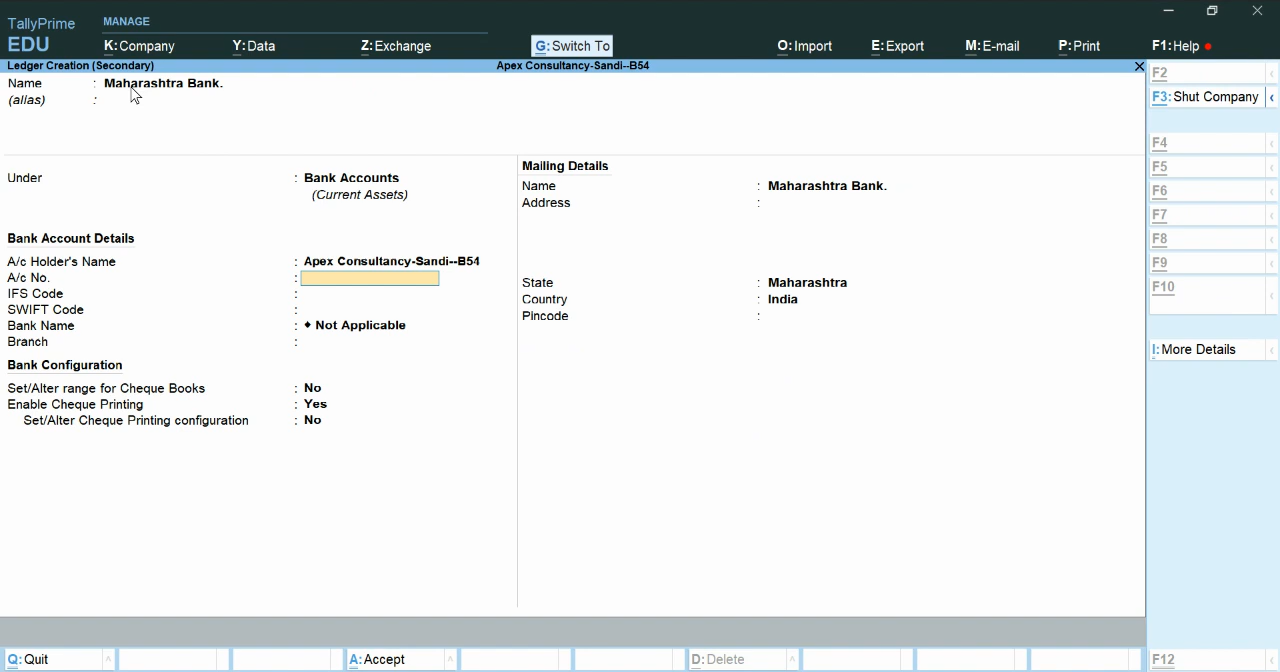 TallyPrime
EDU
MANAGE
K:Company Y:Data Z:Exchange G:Switch To O:Import E:Export M:E-mail P:Print F1:Help
Ledger Creation (Secondary) Apex Consultancy-Sandi--B54
Name : Maharashtra Bank.
(alias) :
Under : Bank Accounts
(Current Assets)
Bank Account Details
A/c Holder's Name : Apex Consultancy-Sandi--B54
A/c No. :
IFS Code :
SWIFT Code :
Bank Name : ♦ Not Applicable
Branch :
Bank Configuration
Set/Alter range for Cheque Books : No
Enable Cheque Printing : Yes
Set/Alter Cheque Printing configuration : No
Mailing Details
Name : Maharashtra Bank.
Address :
State : Maharashtra
Country : India
Pincode :
F2
F3:Shut Company
F4
F5
F6
F7
F8
F9
F10
I:More Details
Q:Quit A:Accept D:Delete F12